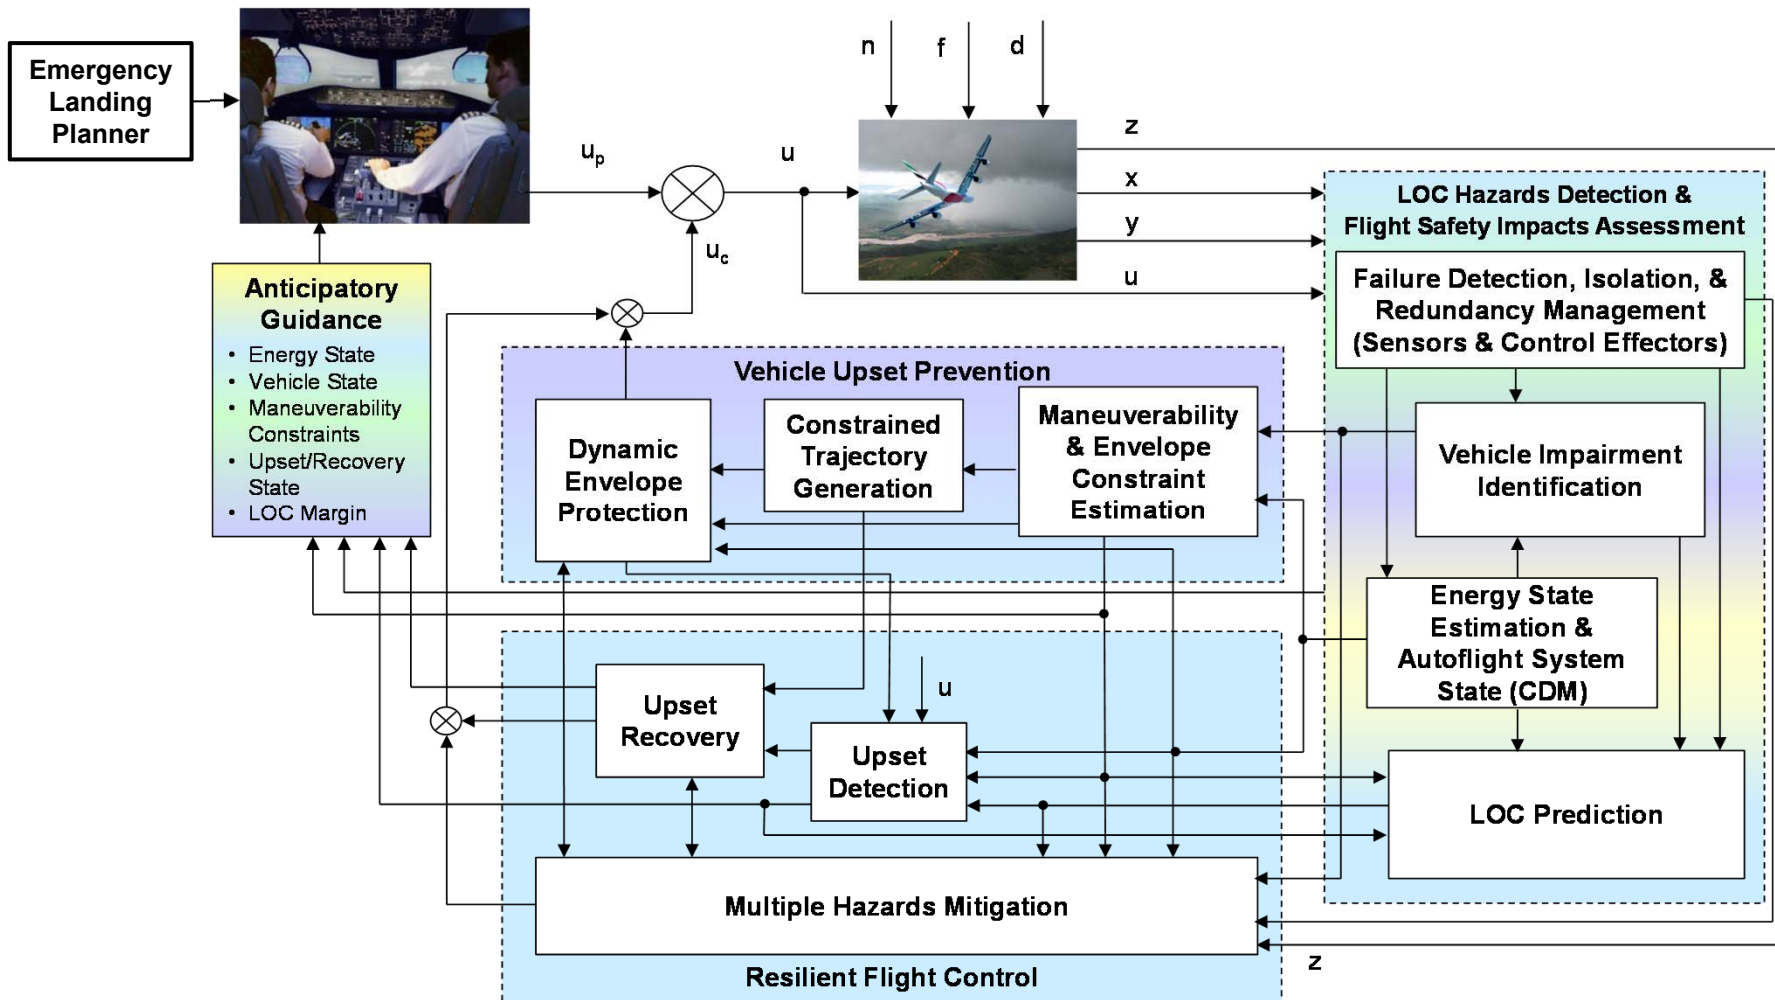 Emergency
Landing
Planner
n
f
d
z
u_p
u
x
y
u
u_c
Anticipatory
Guidance
• Energy State
• Vehicle State
• Maneuverability
Constraints
• Upset/Recovery
State
• LOC Margin
LOC Hazards Detection &
Flight Safety Impacts Assessment
Failure Detection, Isolation, &
Redundancy Management
(Sensors & Control Effectors)
Vehicle Impairment
Identification
Energy State
Estimation &
Autoflight System
State (CDM)
LOC Prediction
Vehicle Upset Prevention
Dynamic
Envelope
Protection
Constrained
Trajectory
Generation
Maneuverability
& Envelope
Constraint
Estimation
Upset
Recovery
u
Upset
Detection
Multiple Hazards Mitigation
z
Resilient Flight Control